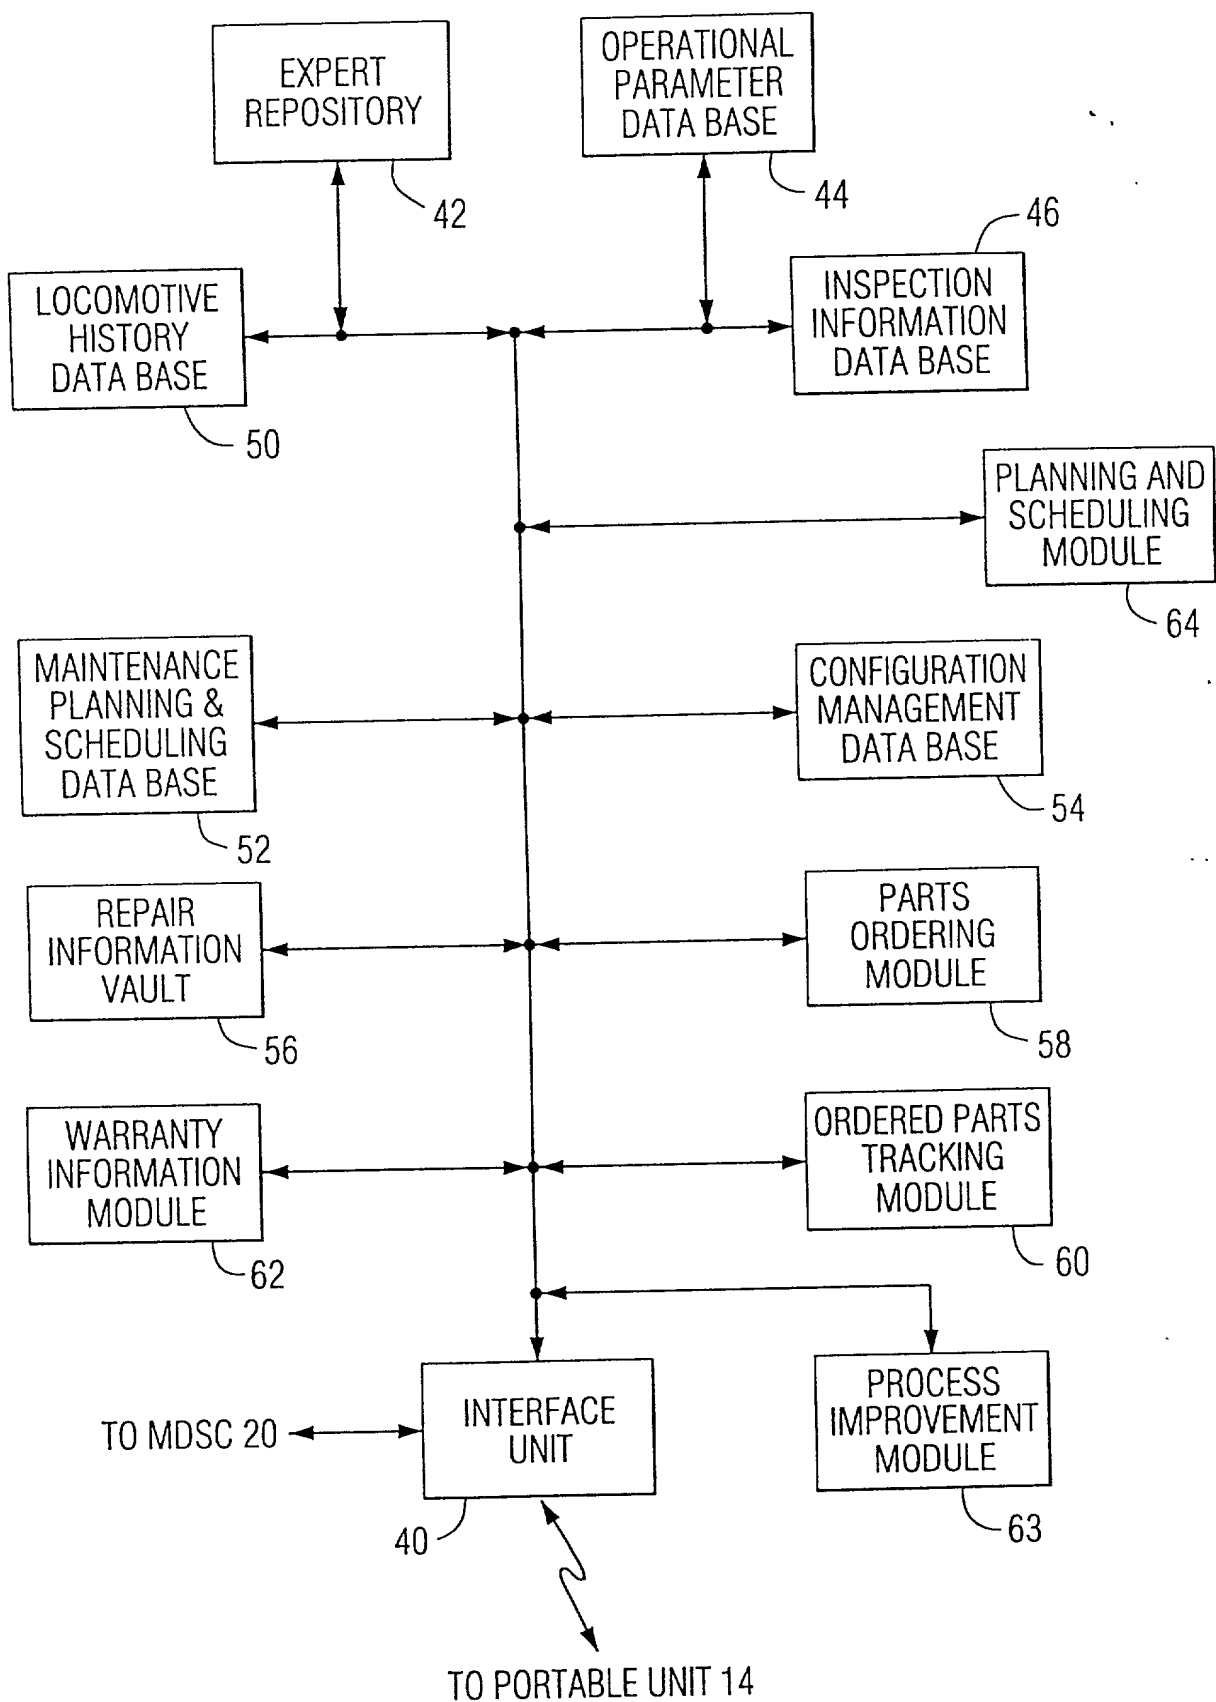 EXPERT
REPOSITORY
42
OPERATIONAL
PARAMETER
DATA BASE
44
46
LOCOMOTIVE
HISTORY
DATA BASE
50
INSPECTION
INFORMATION
DATA BASE
PLANNING AND
SCHEDULING
MODULE
64
MAINTENANCE
PLANNING &
SCHEDULING
DATA BASE
52
CONFIGURATION
MANAGEMENT
DATA BASE
54
REPAIR
INFORMATION
VAULT
56
PARTS
ORDERING
MODULE
58
WARRANTY
INFORMATION
MODULE
62
ORDERED PARTS
TRACKING
MODULE
60
TO MDSC 20
INTERFACE
UNIT
40
PROCESS
IMPROVEMENT
MODULE
63
TO PORTABLE UNIT 14